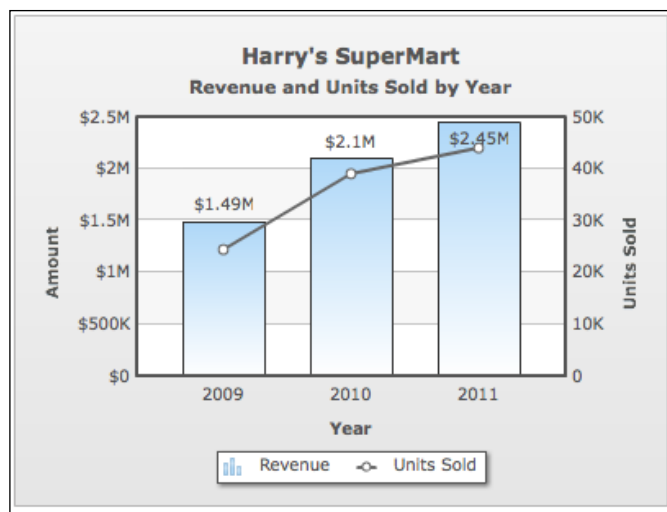 Harry's SuperMart
Revenue and Units Sold by Year
Amount
$2.5M
$2M
$1.5M
$1M
$500K
$0
$1.49M
$2.1M
$2.45M
50K
40K
30K
20K
10K
0
Units Sold
2009 2010 2011
Year
Revenue Units Sold